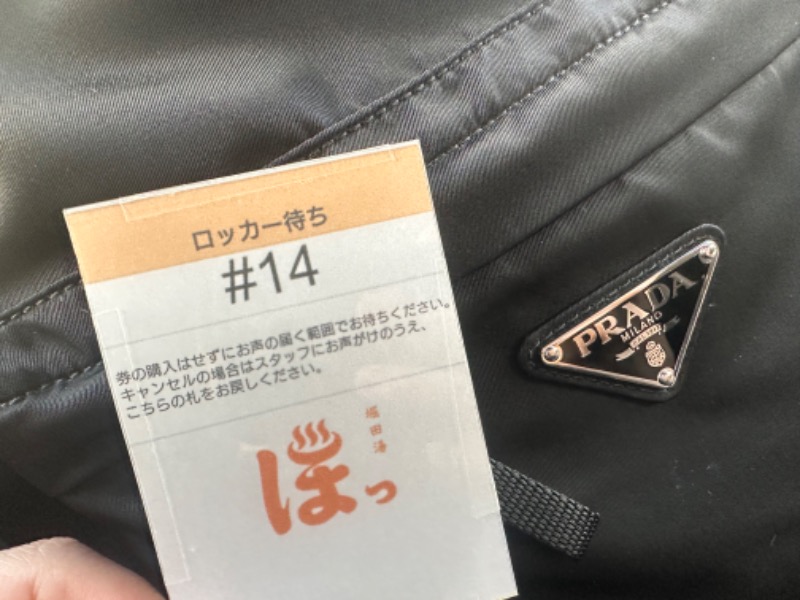 ロッカー待ち
#14
券の購入はせずにお声の届く範囲でお待ちください。
キャンセルの場合はスタッフにお声がけのうえ、
こちらの札をお戻しください。
堀田湯
ほっ
PRADA
MILANO